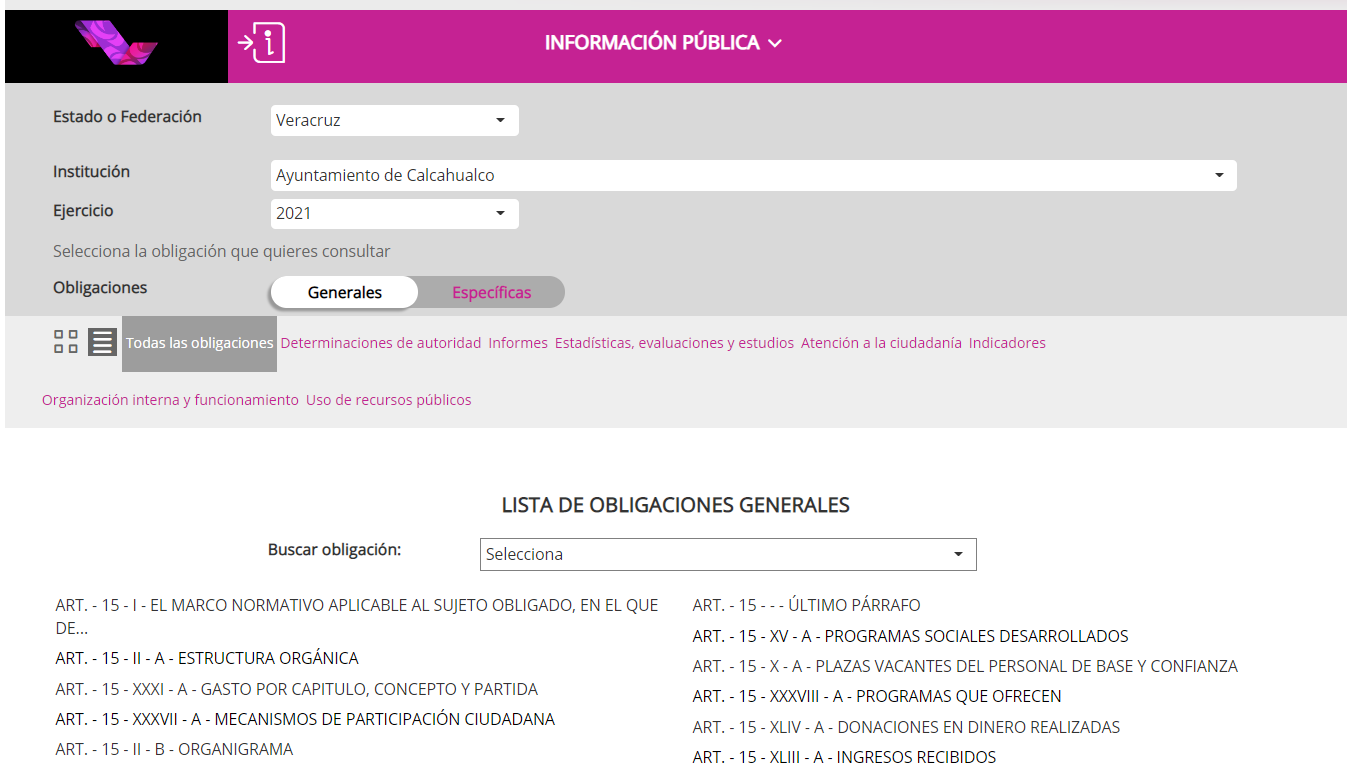 INFORMACIÓN PÚBLICA
Estado o Federación
Veracruz
Institución
Ayuntamiento de Calcahualco
Ejercicio
2021
Selecciona la obligación que quieres consultar
Obligaciones
Generales
Específicas
Todas las obligaciones Determinaciones de autoridad Informes Estadísticas, evaluaciones y estudios Atención a la ciudadanía Indicadores
Organización interna y funcionamiento Uso de recursos públicos
LISTA DE OBLIGACIONES GENERALES
Buscar obligación:
Selecciona
ART. - 15 - I - EL MARCO NORMATIVO APLICABLE AL SUJETO OBLIGADO, EN EL QUE
DE...
ART. - 15 - II - A - ESTRUCTURA ORGÁNICA
ART. - 15 - XXXI - A - GASTO POR CAPITULO, CONCEPTO Y PARTIDA
ART. - 15 - XXXVII - A - MECANISMOS DE PARTICIPACIÓN CIUDADANA
ART. - 15 - II - B - ORGANIGRAMA
ART. - 15 - - - ÚLTIMO PÁRRAFO
ART. - 15 - XV - A - PROGRAMAS SOCIALES DESARROLLADOS
ART. - 15 - X - A - PLAZAS VACANTES DEL PERSONAL DE BASE Y CONFIANZA
ART. - 15 - XXXVIII - A - PROGRAMAS QUE OFRECEN
ART. - 15 - XLIV - A - DONACIONES EN DINERO REALIZADAS
ART. - 15 - XLIII - A - INGRESOS RECIBIDOS